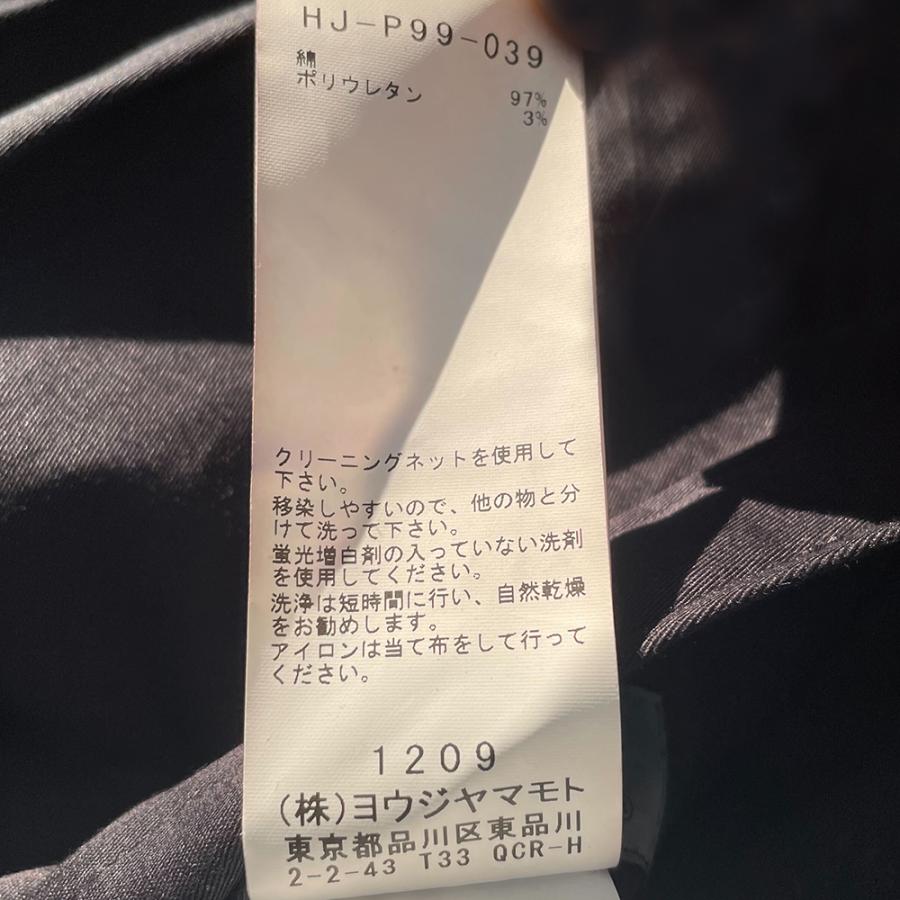 HJ-P99-039
綿
97%
ポリウレタン
3%
クリーニングネットを使用して
下さい。
移染しやすいので、他の物と分
けて洗って下さい。
蛍光増白剤の入っていない洗剤
を使用してください。
洗浄は短時間に行い、自然乾燥
をお勧めします。
アイロンは当て布をして行って
ください。
1209
(株)ヨウジヤマモト
東京都品川区東品川
2-2-43 T33 QCR-H